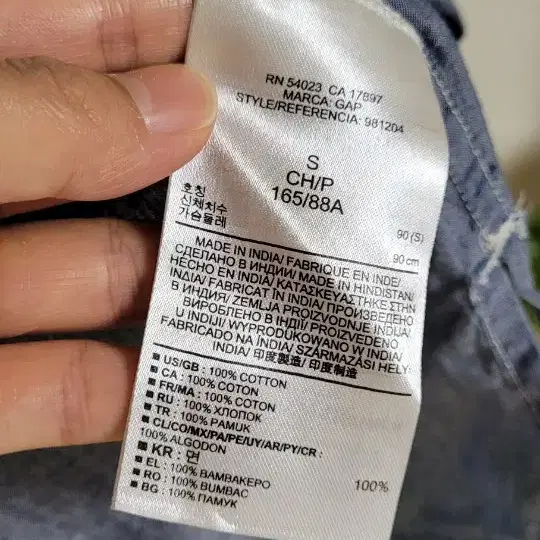 RN 54023 CA 17897
MARCA: GAP
STYLE/REFERENCIA: 981204
S
CH/P
165/88A
호칭
신체치수 90 (S)
가슴둘레 90 cm
MADE IN INDIA/ FABRIQUE EN INDE/
СДЕЛАНО В ИНДИИ/ MADE IN HINDISTAN/
HECHO EN INDIA/ ΚΑΤΑΣΚΕΥΑΣΤΗΚΕ ΣΤΗΝ
ΙΝΔΙΑ/ FABRICAT ÎN INDIA/ ПРОИЗВЕДЕНО
В ИНДИЯ/ ZEMLJA PROIZVODNJE INDIJA/
ВИРОБЛЕНО В ІНДІЇ/ PROIZVEDENO
U INDIJI/ WYPRODUKOWANO W INDIACH/
FABRICADO NA ÍNDIA/ SZÁRMAZÁSI HELY:
INDIA/ 印度製造/ 印度制造
■ US/GB : 100% COTTON
■ CA : 100% COTON
■ FR/MA : 100% COTON
■ RU : 100% ХЛОПОК
■ TR : 100% PAMUK
■ CL/CO/MX/PA/PE/UY/AR/PY/CR :
100% ALGODON
■ KR : 면 100%
■ EL : 100% ΒΑΜΒΑΚΕΡΟ
■ RO : 100% BUMBAC
■ BG : 100% ПАМУК